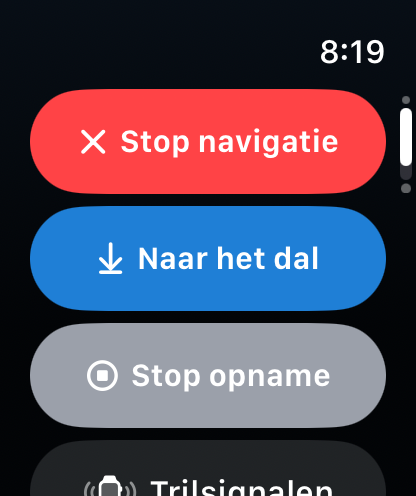 8:19
Stop navigatie
Naar het dal
Stop opname
Trilsignalen